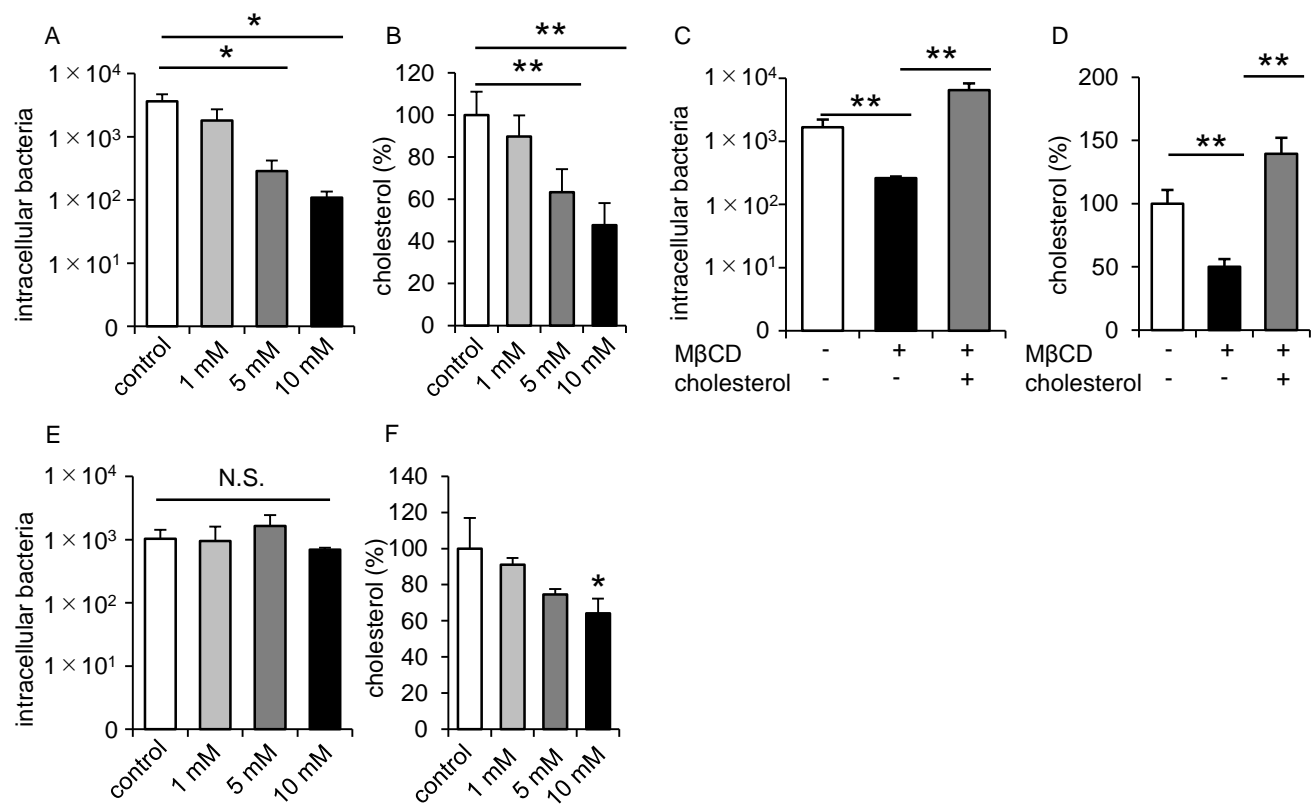 A
*
*
intracellular bacteria
1×10⁴
1×10³
1×10²
1×10¹
0
control
1 mM
5 mM
10 mM
B
**
**
cholesterol (%)
120
100
80
60
40
20
0
control
1 mM
5 mM
10 mM
C
**
**
intracellular bacteria
1×10⁴
1×10³
1×10²
1×10¹
0
MβCD - + +
cholesterol - - +
D
**
**
cholesterol (%)
200
150
100
50
0
MβCD - + +
cholesterol - - +
E
N.S.
intracellular bacteria
1×10⁴
1×10³
1×10²
1×10¹
0
control
1 mM
5 mM
10 mM
F
*
cholesterol (%)
140
120
100
80
60
40
20
0
control
1 mM
5 mM
10 mM